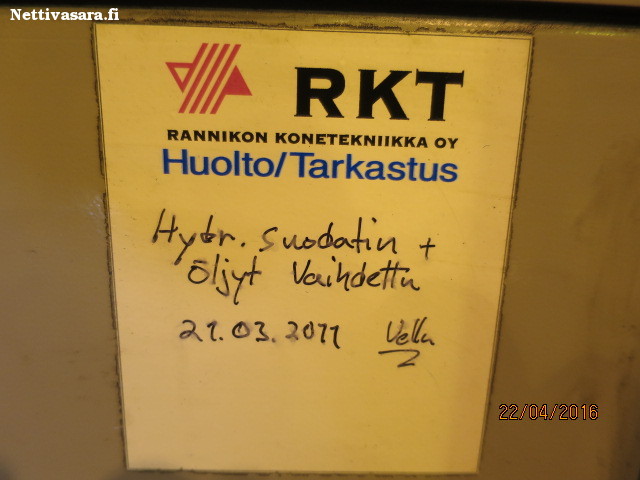 Nettivasara.fi
RKT
RANNIKON KONETEKNIIKKA OY
Huolto/Tarkastus
Hydr. suodatin +
öljyt Vaihdettu
21.03.2011
22/04/2016